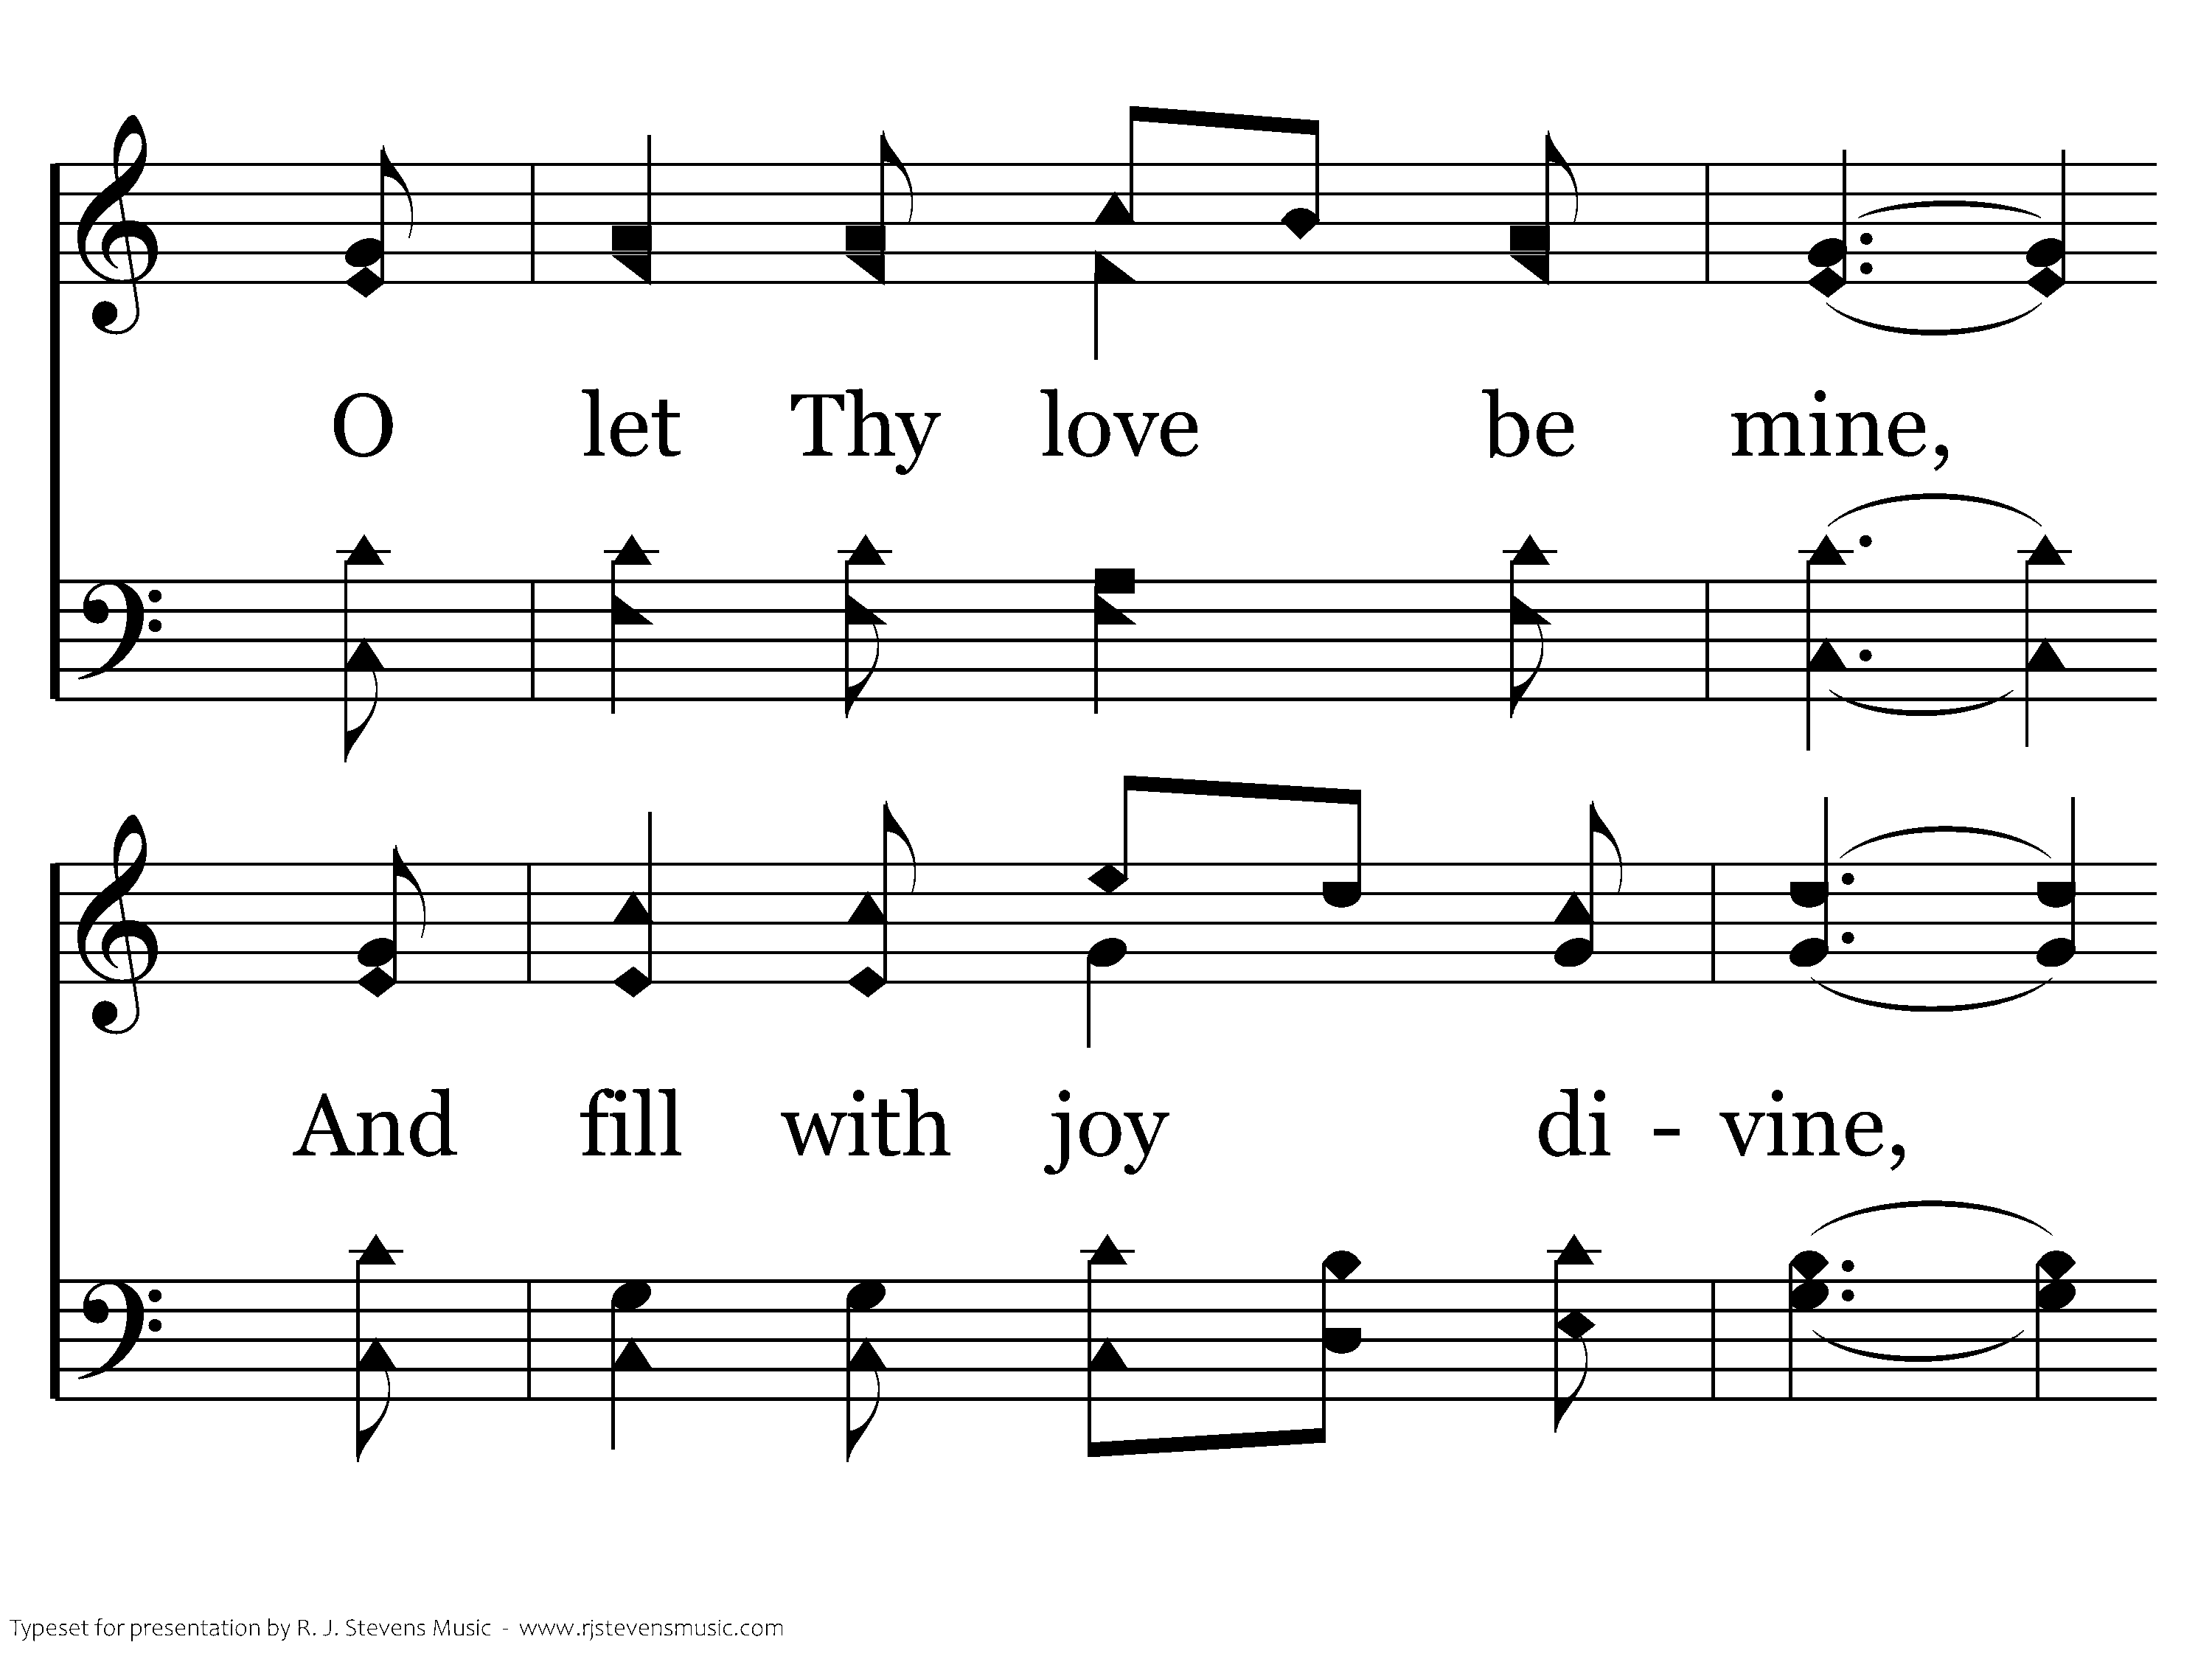 O let Thy love be mine,
And fill with joy di - vine,
Typeset for presentation by R. J. Stevens Music - www.rjstevensmusic.com